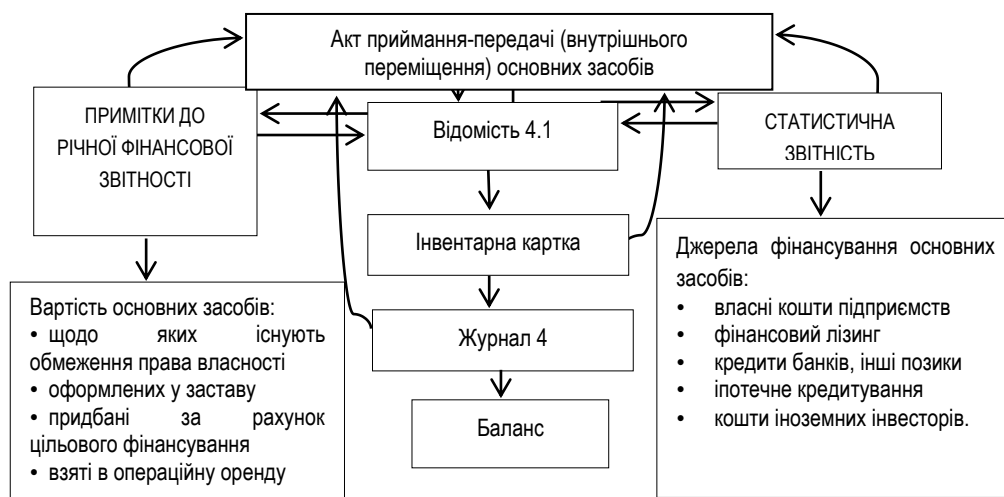 Акт приймання-передачі (внутрішнього
переміщення) основних засобів
ПРИМІТКИ ДО
РІЧНОЇ ФІНАНСОВОЇ
ЗВІТНОСТІ
Відомість 4.1
СТАТИСТИЧНА
ЗВІТНІСТЬ
Інвентарна картка
Журнал 4
Баланс
Вартість основних засобів:
• щодо яких існують
обмеження права власності
• оформлених у заставу
• придбані за рахунок
цільового фінансування
• взяті в операційну оренду
Джерела фінансування основних
засобів:
• власні кошти підприємств
• фінансовий лізинг
• кредити банків, інші позики
• іпотечне кредитування
• кошти іноземних інвесторів.